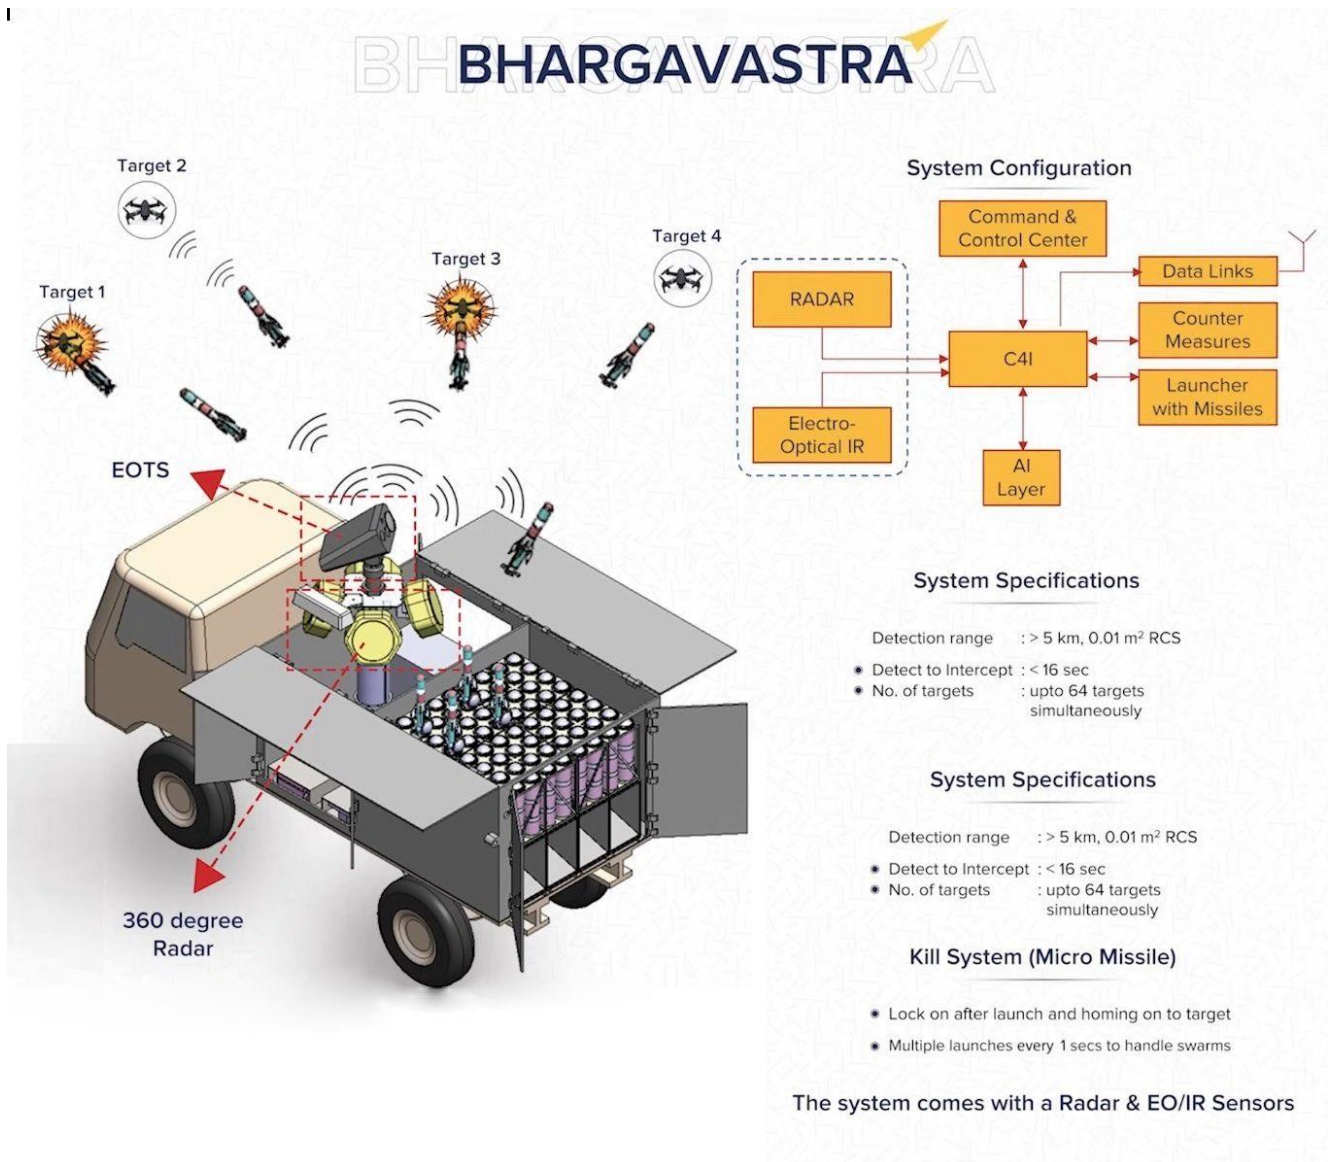 BHARGAVASTRA
BHARGAVASTRA
Target 2
Target 4
Target 3
Target 1
EOTS
360 degree
Radar
System Configuration
Command &
Control Center
Data Links
RADAR
Counter
Measures
C4I
Launcher
with Missiles
Electro-
Optical IR
AI
Layer
System Specifications
Detection range : > 5 km, 0.01 m² RCS
Detect to Intercept : < 16 sec
No. of targets : upto 64 targets
simultaneously
System Specifications
Detection range : > 5 km, 0.01 m² RCS
Detect to Intercept : < 16 sec
No. of targets : upto 64 targets
simultaneously
Kill System (Micro Missile)
Lock on after launch and homing on to target
Multiple launches every 1 secs to handle swarms
The system comes with a Radar & EO/IR Sensors